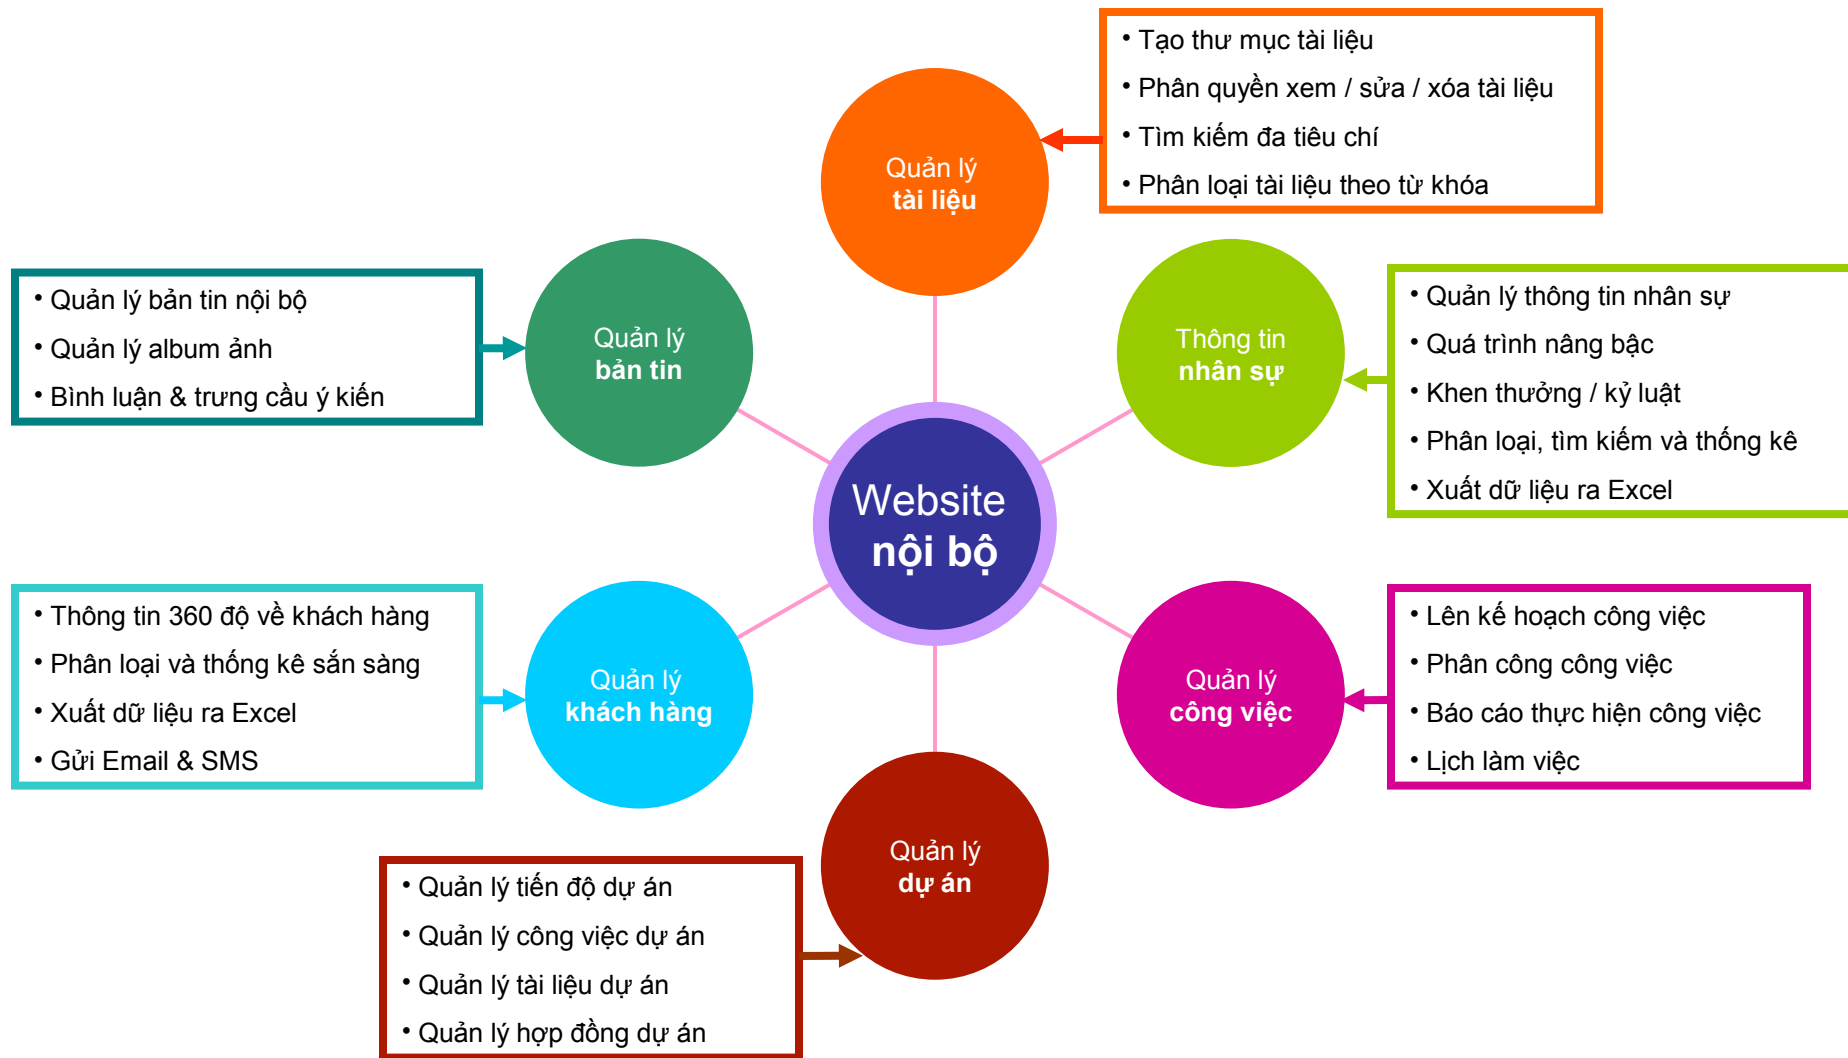 • Tạo thư mục tài liệu
• Phân quyền xem / sửa / xóa tài liệu
• Tìm kiếm đa tiêu chí
• Phân loại tài liệu theo từ khóa
Quản lý
tài liệu
• Quản lý bản tin nội bộ
• Quản lý album ảnh
• Bình luận & trưng cầu ý kiến
Quản lý
bản tin
Thông tin
nhân sự
• Quản lý thông tin nhân sự
• Quá trình nâng bậc
• Khen thưởng / kỷ luật
• Phân loại, tìm kiếm và thống kê
• Xuất dữ liệu ra Excel
Website
nội bộ
• Thông tin 360 độ về khách hàng
• Phân loại và thống kê sắn sàng
• Xuất dữ liệu ra Excel
• Gửi Email & SMS
Quản lý
khách hàng
Quản lý
công việc
• Lên kế hoạch công việc
• Phân công công việc
• Báo cáo thực hiện công việc
• Lịch làm việc
Quản lý
dự án
• Quản lý tiến độ dự án
• Quản lý công việc dự án
• Quản lý tài liệu dự án
• Quản lý hợp đồng dự án